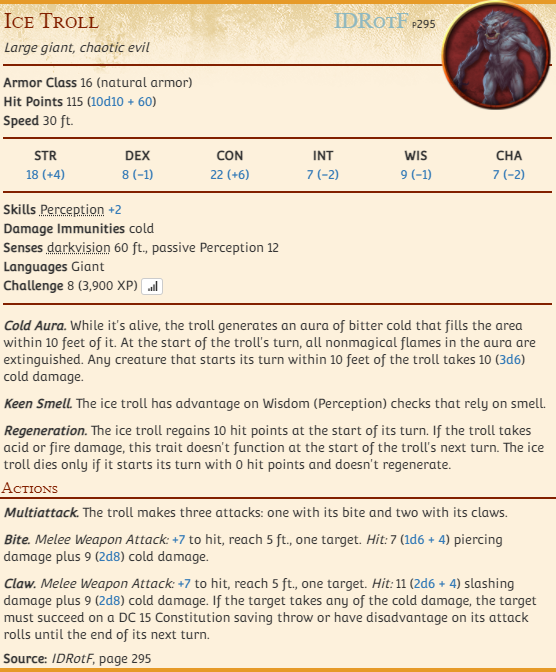 Ice Troll
IDRotF p295
Large giant, chaotic evil
Armor Class 16 (natural armor)
Hit Points 115 (10d10 + 60)
Speed 30 ft.
STR DEX CON INT WIS CHA
18 (+4) 8 (−1) 22 (+6) 7 (−2) 9 (−1) 7 (−2)
Skills Perception +2
Damage Immunities cold
Senses darkvision 60 ft., passive Perception 12
Languages Giant
Challenge 8 (3,900 XP)
Cold Aura. While it's alive, the troll generates an aura of bitter cold that fills the area
within 10 feet of it. At the start of the troll's turn, all nonmagical flames in the aura are
extinguished. Any creature that starts its turn within 10 feet of the troll takes 10 (3d6)
cold damage.
Keen Smell. The ice troll has advantage on Wisdom (Perception) checks that rely on smell.
Regeneration. The ice troll regains 10 hit points at the start of its turn. If the troll takes
acid or fire damage, this trait doesn't function at the start of the troll's next turn. The ice
troll dies only if it starts its turn with 0 hit points and doesn't regenerate.
Actions
Multiattack. The troll makes three attacks: one with its bite and two with its claws.
Bite. Melee Weapon Attack: +7 to hit, reach 5 ft., one target. Hit: 7 (1d6 + 4) piercing
damage plus 9 (2d8) cold damage.
Claw. Melee Weapon Attack: +7 to hit, reach 5 ft., one target. Hit: 11 (2d6 + 4) slashing
damage plus 9 (2d8) cold damage. If the target takes any of the cold damage, the target
must succeed on a DC 15 Constitution saving throw or have disadvantage on its attack
rolls until the end of its next turn.
Source: IDRotF, page 295